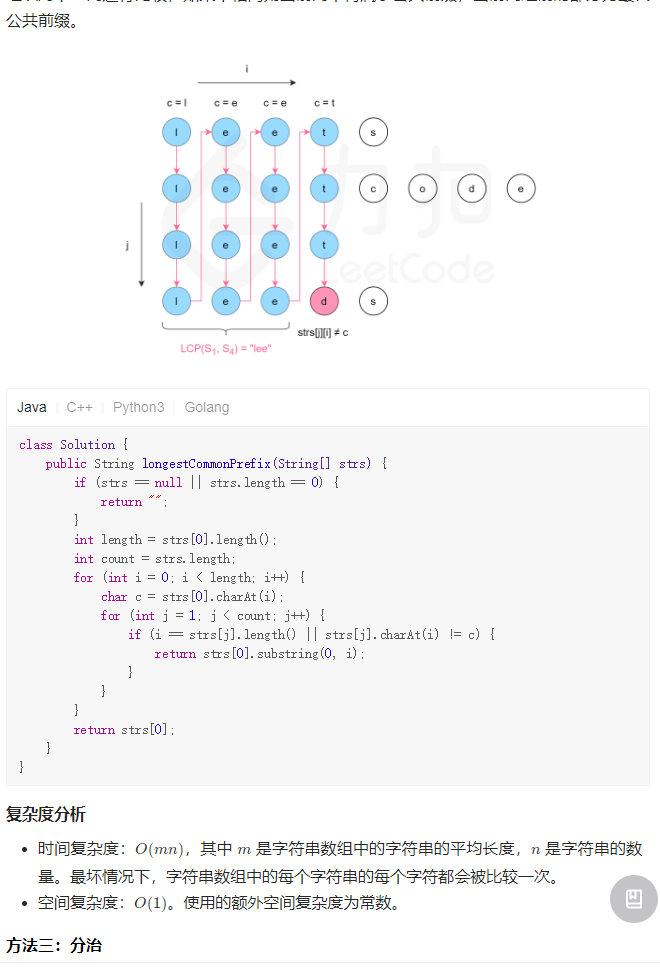 公共前缀。
i
c = l c = e c = e c = t
l e e t s
l e e t c o d e
j
l e e t
l e e d s
力扣
LeetCode
strs[j][i] ≠ c
LCP(S₁, S₄) = "lee"
Java C++ Python3 Golang
class Solution {
    public String longestCommonPrefix(String[] strs) {
        if (strs == null || strs.length == 0) {
            return "";
        }
        int length = strs[0].length();
        int count = strs.length;
        for (int i = 0; i < length; i++) {
            char c = strs[0].charAt(i);
            for (int j = 1; j < count; j++) {
                if (i == strs[j].length() || strs[j].charAt(i) != c) {
                    return strs[0].substring(0, i);
                }
            }
        }
        return strs[0];
    }
}
复杂度分析
• 时间复杂度：O(mn)，其中 m 是字符串数组中的字符串的平均长度，n 是字符串的数
量。最坏情况下，字符串数组中的每个字符串的每个字符都会被比较一次。
• 空间复杂度：O(1)。使用的额外空间复杂度为常数。
方法三：分治